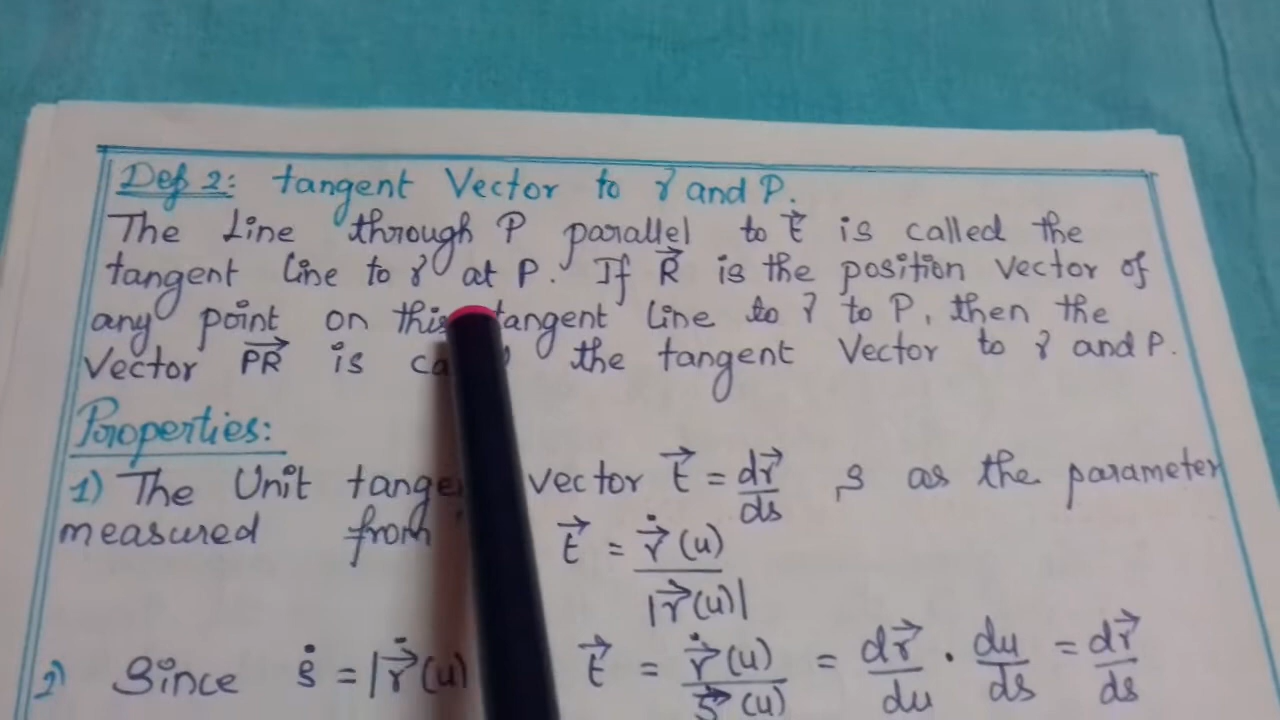 Def 2: tangent Vector to γ and P.
The Line through P parallel to t⃗ is called the
tangent line to γ at P. If R⃗ is the position vector of
any point on this tangent line to γ to P, then the
Vector PR⃗ is the tangent Vector to γ and P.
Properties:
1) The Unit vector t⃗ = dr⃗/ds , s as the parameter
measured from t⃗ = ṙ⃗(u)/|ṙ⃗(u)|
2) Since ṡ = |ṙ⃗(u) t⃗ = ṙ⃗(u)/s⃗(u) = dr⃗/du · du/ds = dr⃗/ds